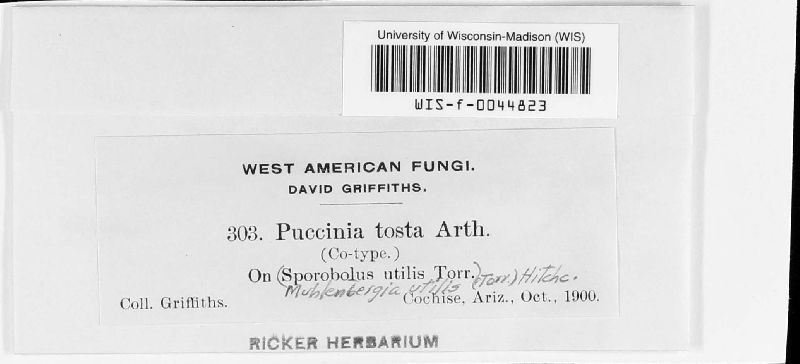 University of Wisconsin-Madison (WIS)
WIS-f-0044823
WEST AMERICAN FUNGI.
DAVID GRIFFITHS.
303. Puccinia tosta Arth.
(Co-type.)
On (Sporobolus utilis Torr.) (Torr.) Hitchc.
Muhlenbergia utilis
Coll. Griffiths. Cochise, Ariz., Oct., 1900.
RICKER HERBARIUM